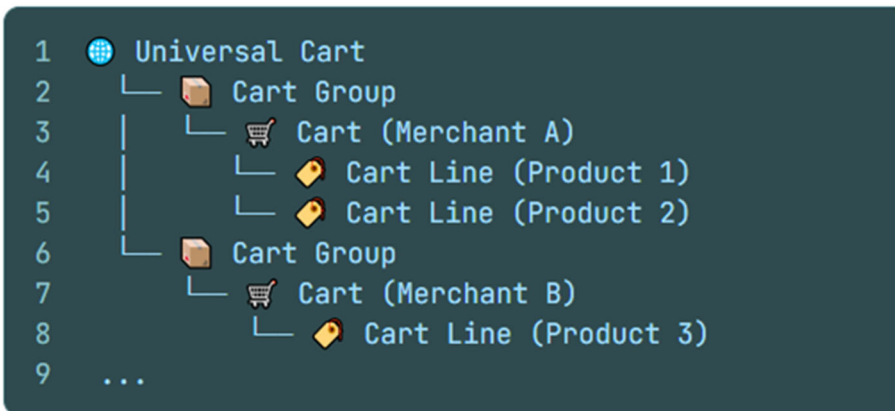 1 🌐 Universal Cart
2 └── 📦 Cart Group
3 │ └── 🛒 Cart (Merchant A)
4 │ └── 🏷️ Cart Line (Product 1)
5 │ └── 🏷️ Cart Line (Product 2)
6 └── 📦 Cart Group
7 └── 🛒 Cart (Merchant B)
8 └── 🏷️ Cart Line (Product 3)
9 ...